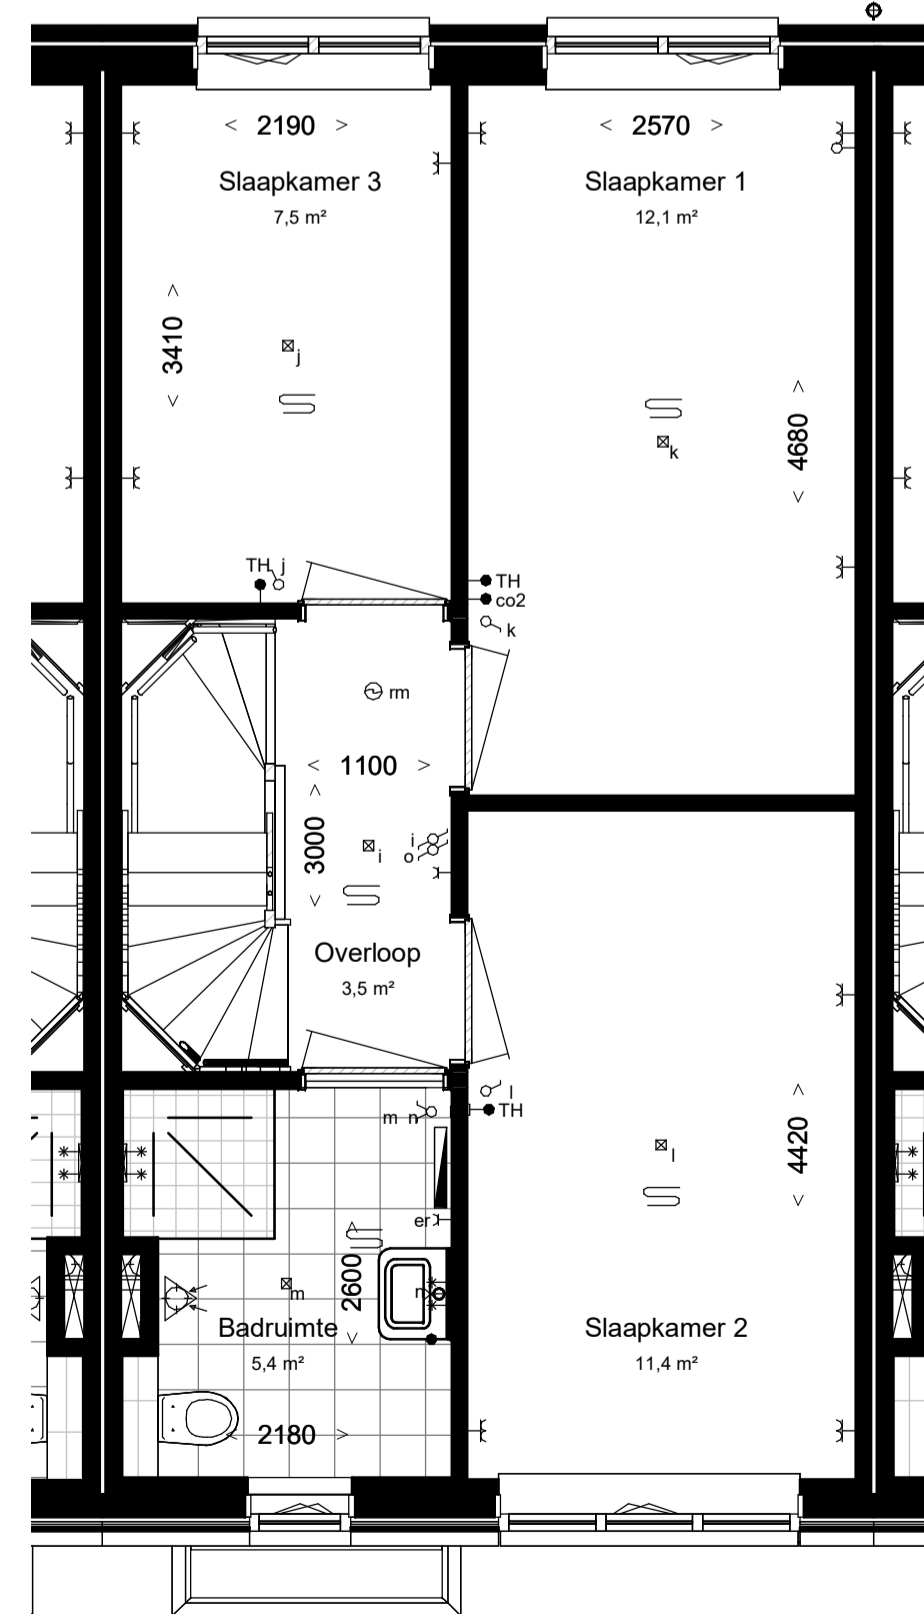 < 2190 >
< 2570 >
Slaapkamer 3
7,5 m²
Slaapkamer 1
12,1 m²
< 3410 >
j
< 4680 >
k
TH j
TH
co2
k
rm
< 1100 >
< 3000 >
i
o
i
Overloop
3,5 m²
l
TH
m n
l
< 4420 >
er
< 2600 >
m
n
Badruimte
5,4 m²
Slaapkamer 2
11,4 m²
< 2180 >